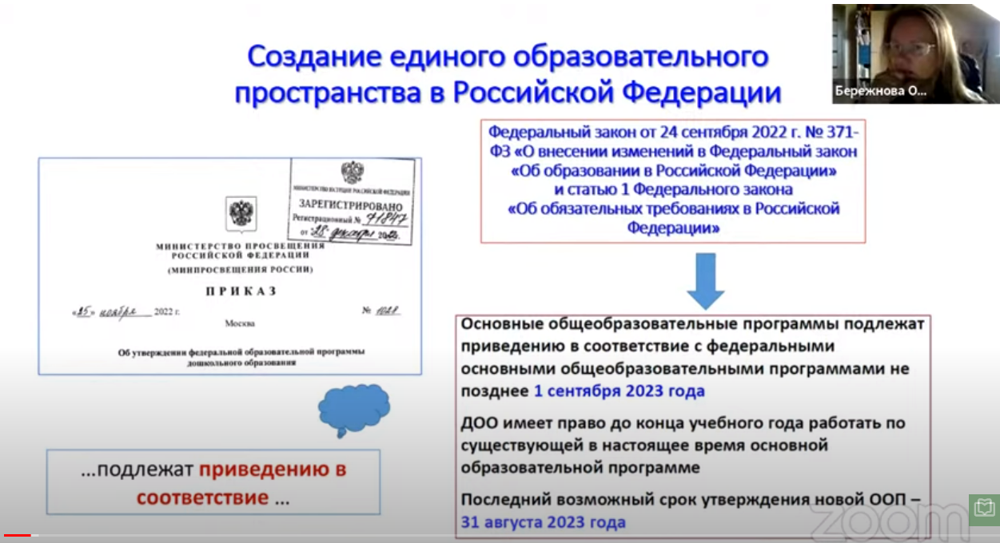 Создание единого образовательного
пространства в Российской Федерации
Бережнова О...
Федеральный закон от 24 сентября 2022 г. № 371-
ФЗ «О внесении изменений в Федеральный закон
«Об образовании в Российской Федерации»
и статью 1 Федерального закона
«Об обязательных требованиях в Российской
Федерации»
МИНИСТЕРСТВО ЮСТИЦИИ РОССИЙСКОЙ ФЕДЕРАЦИИ
ЗАРЕГИСТРИРОВАНО
Регистрационный № 71847
от "28" декабря 2022.
МИНИСТЕРСТВО ПРОСВЕЩЕНИЯ
РОССИЙСКОЙ ФЕДЕРАЦИИ
(МИНПРОСВЕЩЕНИЯ РОССИИ)
ПРИКАЗ
«25» ноября 2022 г.
№ 1028
Москва
Об утверждении федеральной образовательной программы
дошкольного образования
...подлежат приведению в
соответствие ...
Основные общеобразовательные программы подлежат
приведению в соответствие с федеральными
основными общеобразовательными программами не
позднее 1 сентября 2023 года
ДОО имеет право до конца учебного года работать по
существующей в настоящее время основной
образовательной программе
Последний возможный срок утверждения новой ООП –
31 августа 2023 года
zoom